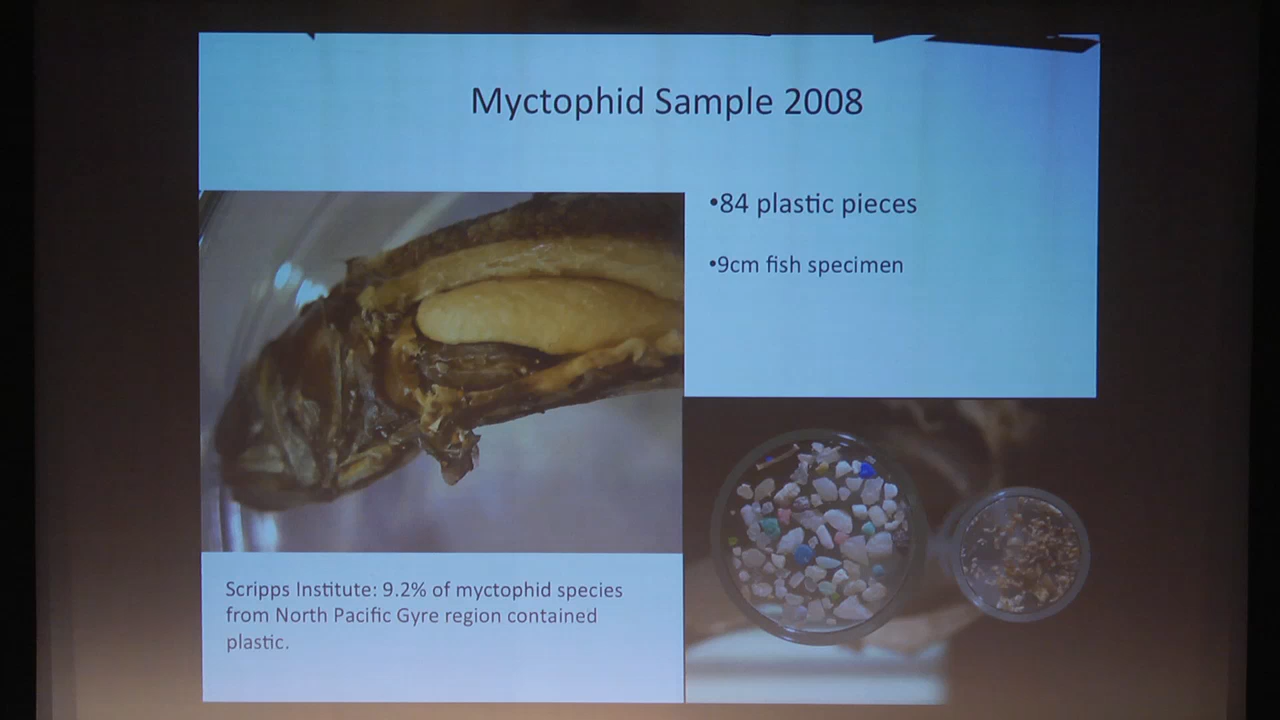 Myctophid Sample 2008
•84 plastic pieces
•9cm fish specimen
Scripps Institute: 9.2% of myctophid species
from North Pacific Gyre region contained
plastic.